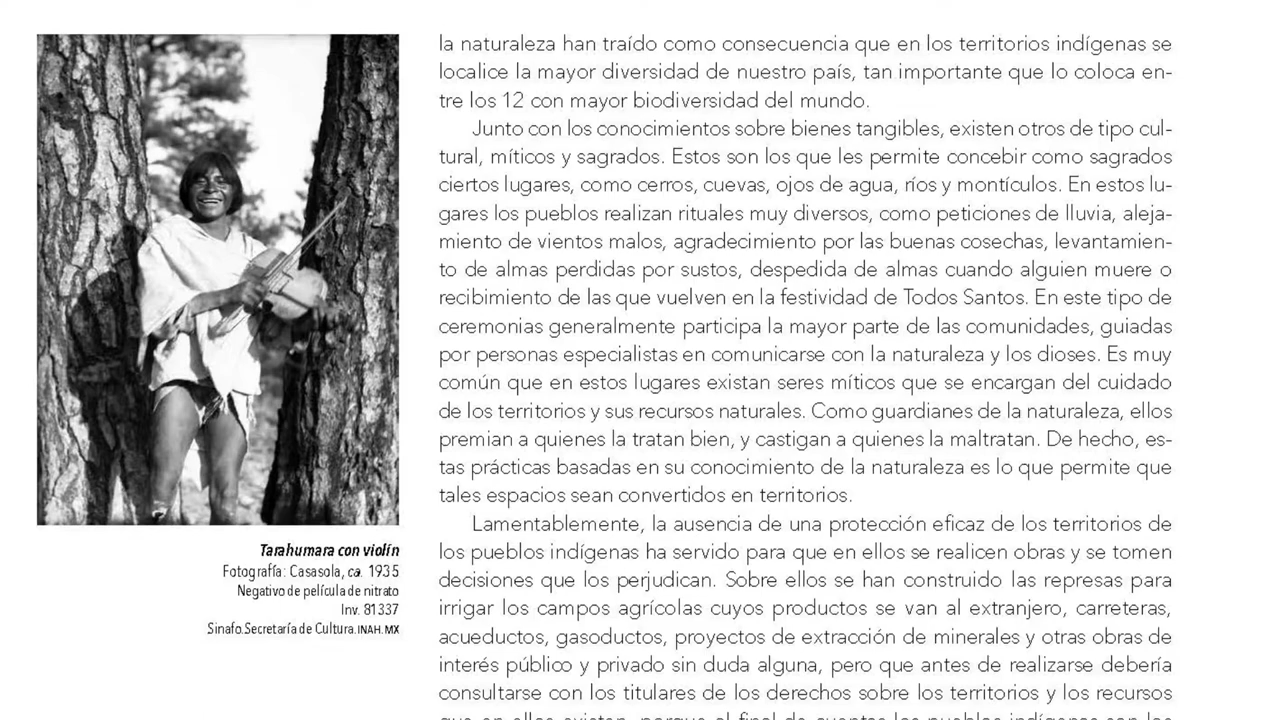 la naturaleza han traído como consecuencia que en los territorios indígenas se
localice la mayor diversidad de nuestro país, tan importante que lo coloca en-
tre los 12 con mayor biodiversidad del mundo.
Junto con los conocimientos sobre bienes tangibles, existen otros de tipo cul-
tural, míticos y sagrados. Estos son los que les permite concebir como sagrados
ciertos lugares, como cerros, cuevas, ojos de agua, ríos y montículos. En estos lu-
gares los pueblos realizan rituales muy diversos, como peticiones de lluvia, aleja-
miento de vientos malos, agradecimiento por las buenas cosechas, levantamien-
to de almas perdidas por sustos, despedida de almas cuando alguien muere o
recibimiento de las que vuelven en la festividad de Todos Santos. En este tipo de
ceremonias generalmente participa la mayor parte de las comunidades, guiadas
por personas especialistas en comunicarse con la naturaleza y los dioses. Es muy
común que en estos lugares existan seres míticos que se encargan del cuidado
de los territorios y sus recursos naturales. Como guardianes de la naturaleza, ellos
premian a quienes la tratan bien, y castigan a quienes la maltratan. De hecho, es-
tas prácticas basadas en su conocimiento de la naturaleza es lo que permite que
tales espacios sean convertidos en territorios.
Lamentablemente, la ausencia de una protección eficaz de los territorios de
los pueblos indígenas ha servido para que en ellos se realicen obras y se tomen
decisiones que los perjudican. Sobre ellos se han construido las represas para
irrigar los campos agrícolas cuyos productos se van al extranjero, carreteras,
acueductos, gasoductos, proyectos de extracción de minerales y otras obras de
interés público y privado sin duda alguna, pero que antes de realizarse debería
consultarse con los titulares de los derechos sobre los territorios y los recursos
que en ellos existen, porque al final de cuentas los pueblos indígenas son los
Tarahumara con violín
Fotografía: Casasola, ca. 1935
Negativo de película de nitrato
Inv. 81337
Sinafo.Secretaría de Cultura.INAH.MX